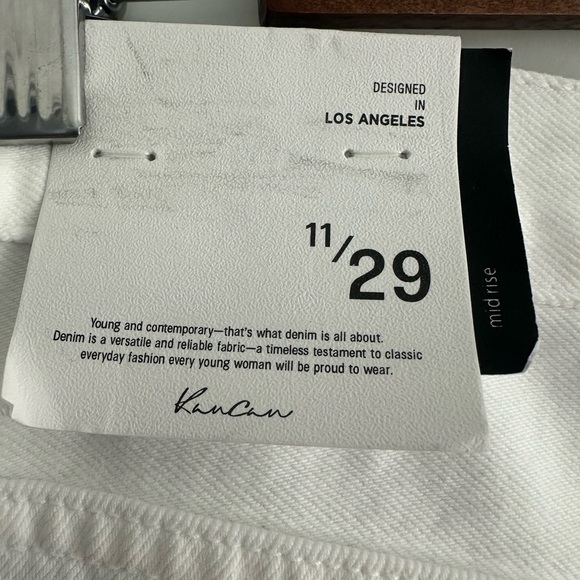 DESIGNED
IN
LOS ANGELES
11/29
mid rise
Young and contemporary—that's what denim is all about.
Denim is a versatile and reliable fabric—a timeless testament to classic
everyday fashion every young woman will be proud to wear.
KanCan